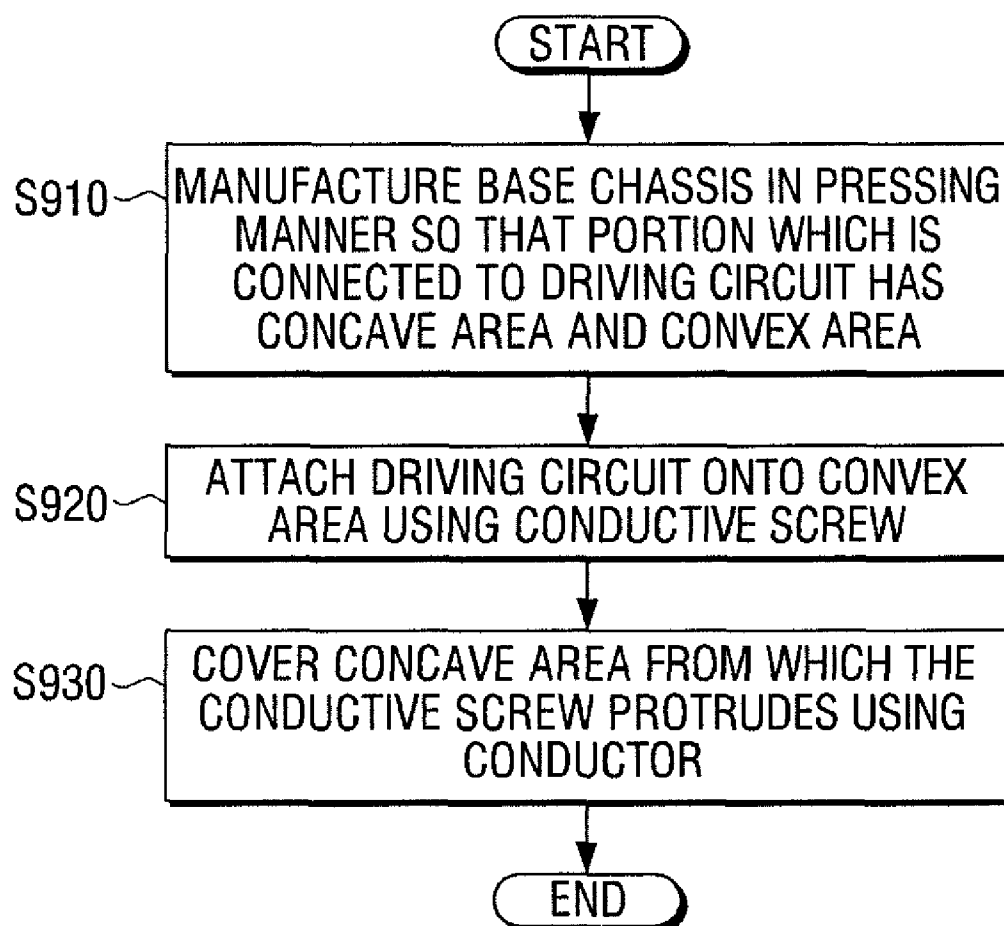 START
S910
MANUFACTURE BASE CHASSIS IN PRESSING
MANNER SO THAT PORTION WHICH IS
CONNECTED TO DRIVING CIRCUIT HAS
CONCAVE AREA AND CONVEX AREA
S920
ATTACH DRIVING CIRCUIT ONTO CONVEX
AREA USING CONDUCTIVE SCREW
S930
COVER CONCAVE AREA FROM WHICH THE
CONDUCTIVE SCREW PROTRUDES USING
CONDUCTOR
END